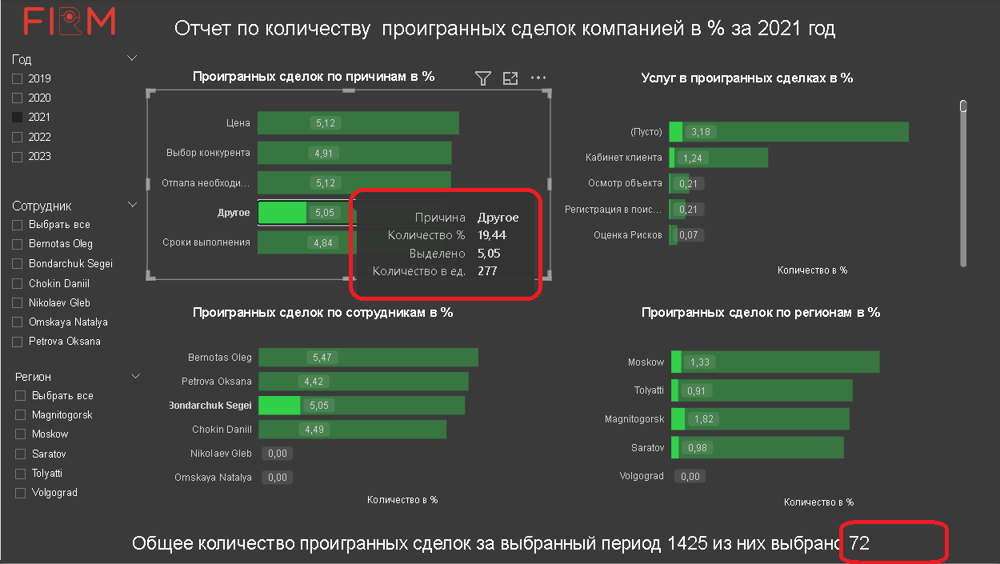 FIRM
Отчет по количеству проигранных сделок компанией в % за 2021 год
Год
2019
2020
2021
2022
2023
Сотрудник
Выбрать все
Bernotas Oleg
Bondarchuk Segei
Chokin Daniil
Nikolaev Gleb
Omskaya Natalya
Petrova Oksana
Регион
Выбрать все
Magnitogorsk
Moskow
Saratov
Tolyatti
Volgograd
Проигранных сделок по причинам в %
Цена 5,12
Выбор конкурента 4,91
Отпала необходи... 5,12
Другое 5,05
Сроки выполнения 4,84
Причина Другое
Количество % 19,44
Выделено 5,05
Количество в ед. 277
Услуг в проигранных сделках в %
(Пусто) 3,18
Кабинет клиента 1,24
Осмотр объекта 0,21
Регистрация в поис... 0,21
Оценка Рисков 0,07
Количество в %
Проигранных сделок по сотрудникам в %
Bernotas Oleg 5,47
Petrova Oksana 4,42
Bondarchuk Segei 5,05
Chokin Daniil 4,49
Nikolaev Gleb 0,00
Omskaya Natalya 0,00
Количество в %
Проигранных сделок по регионам в %
Moskow 1,33
Tolyatti 0,91
Magnitogorsk 1,82
Saratov 0,98
Volgograd 0,00
Количество в %
Общее количество проигранных сделок за выбранный период 1425 из них выбрано 72